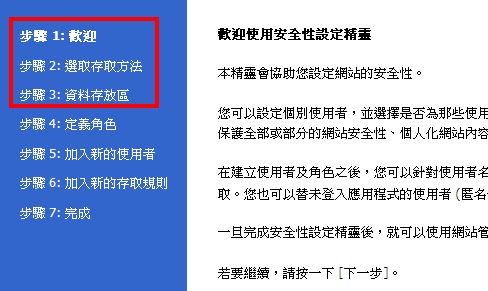 步驟 1: 歡迎
步驟 2: 選取存取方法
步驟 3: 資料存放區
步驟 4: 定義角色
步驟 5: 加入新的使用者
步驟 6: 加入新的存取規則
步驟 7: 完成
歡迎使用安全性設定精靈
本精靈會協助您設定網站的安全性。
您可以設定個別使用者，並選擇是否為那些使用
保護全部或部分的網站安全性、個人化網站內容
在建立使用者及角色之後，您可以針對使用者名
取。您也可以替未登入應用程式的使用者 (匿名
一旦完成安全性設定精靈後，就可以使用網站管
若要繼續，請按一下 [下一步]。